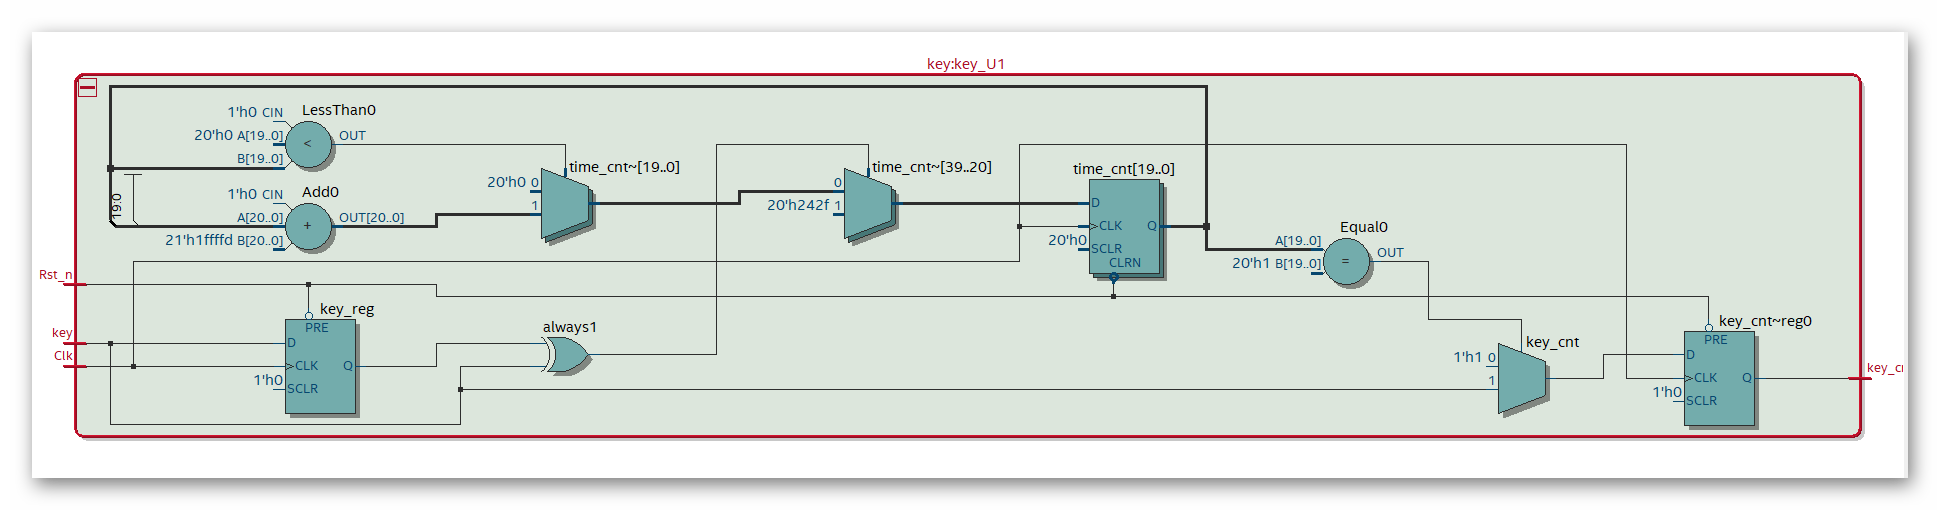 key:key_U1
LessThan0
1'h0 CIN
20'h0 A[19..0]
B[19..0]
<
OUT
19:0
Add0
1'h0 CIN
A[20..0]
21'h1ffffd B[20..0]
+
OUT[20..0]
time_cnt~[19..0]
20'h0 0
1
time_cnt~[39..20]
0
20'h242f 1
time_cnt[19..0]
D
CLK
20'h0 SCLR
CLRN
Q
Equal0
A[19..0]
20'h1 B[19..0]
=
OUT
Rst_n
key
Clk
key_reg
PRE
D
CLK
1'h0 SCLR
Q
always1
key_cnt
1'h1 0
1
key_cnt~reg0
PRE
D
CLK
1'h0 SCLR
Q